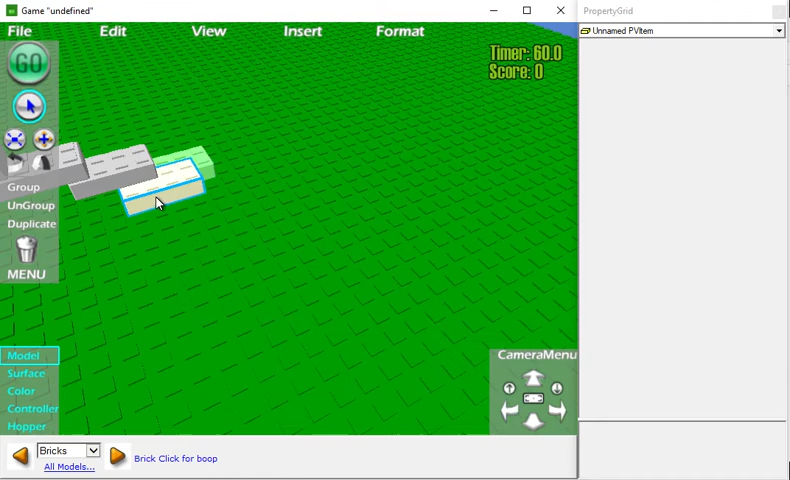 Game "undefined"
PropertyGrid
File Edit View Insert Format
Unnamed PVItem
GO
Timer: 60.0
Score: 0
Group
UnGroup
Duplicate
MENU
Model
Surface
Color
Controller
Hopper
CameraMenu
Bricks
All Models...
Brick Click for boop